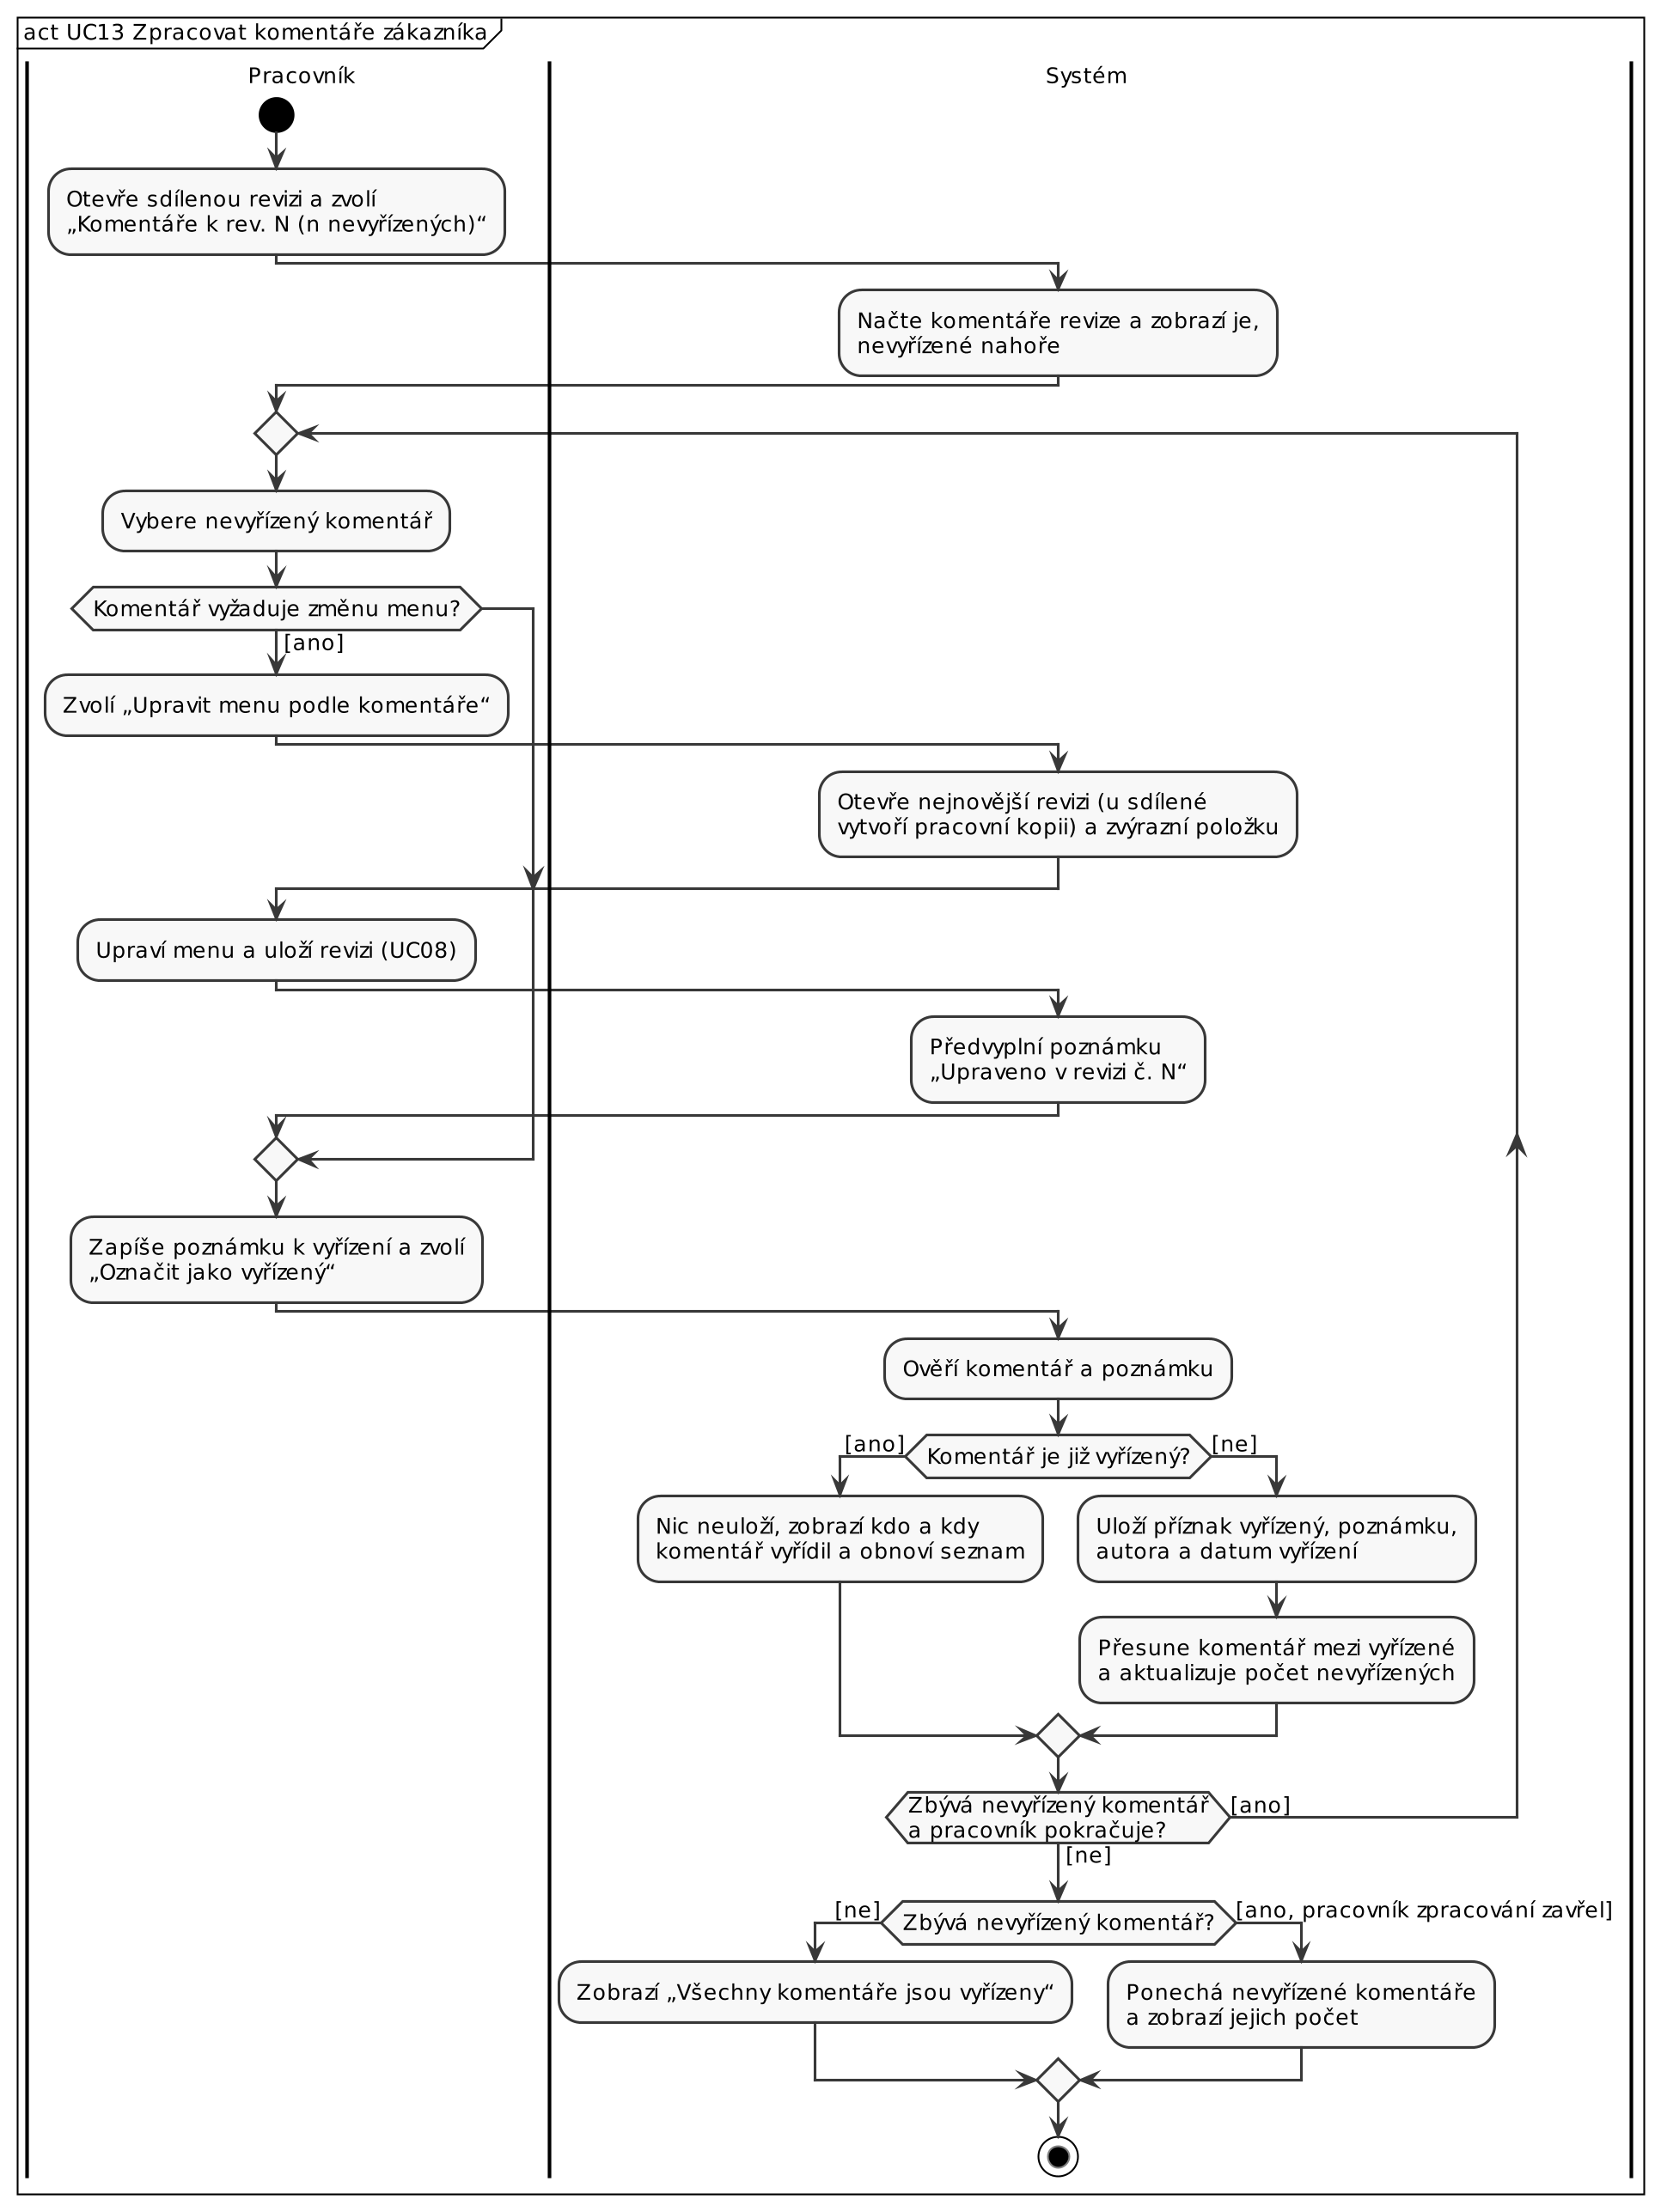 act UC13 Zpracovat komentáře zákazníka
Pracovník
Systém
Otevře sdílenou revizi a zvolí
„Komentáře k rev. N (n nevyřízených)“
Načte komentáře revize a zobrazí je,
nevyřízené nahoře
Vybere nevyřízený komentář
Komentář vyžaduje změnu menu?
[ano]
Zvolí „Upravit menu podle komentáře“
Otevře nejnovější revizi (u sdílené
vytvoří pracovní kopii) a zvýrazní položku
Upraví menu a uloží revizi (UC08)
Předvyplní poznámku
„Upraveno v revizi č. N“
Zapíše poznámku k vyřízení a zvolí
„Označit jako vyřízený“
Ověří komentář a poznámku
[ano]
Komentář je již vyřízený?
[ne]
Nic neuloží, zobrazí kdo a kdy
komentář vyřídil a obnoví seznam
Uloží příznak vyřízený, poznámku,
autora a datum vyřízení
Přesune komentář mezi vyřízené
a aktualizuje počet nevyřízených
Zbývá nevyřízený komentář
a pracovník pokračuje?
[ano]
[ne]
[ne]
Zbývá nevyřízený komentář?
[ano, pracovník zpracování zavřel]
Zobrazí „Všechny komentáře jsou vyřízeny“
Ponechá nevyřízené komentáře
a zobrazí jejich počet